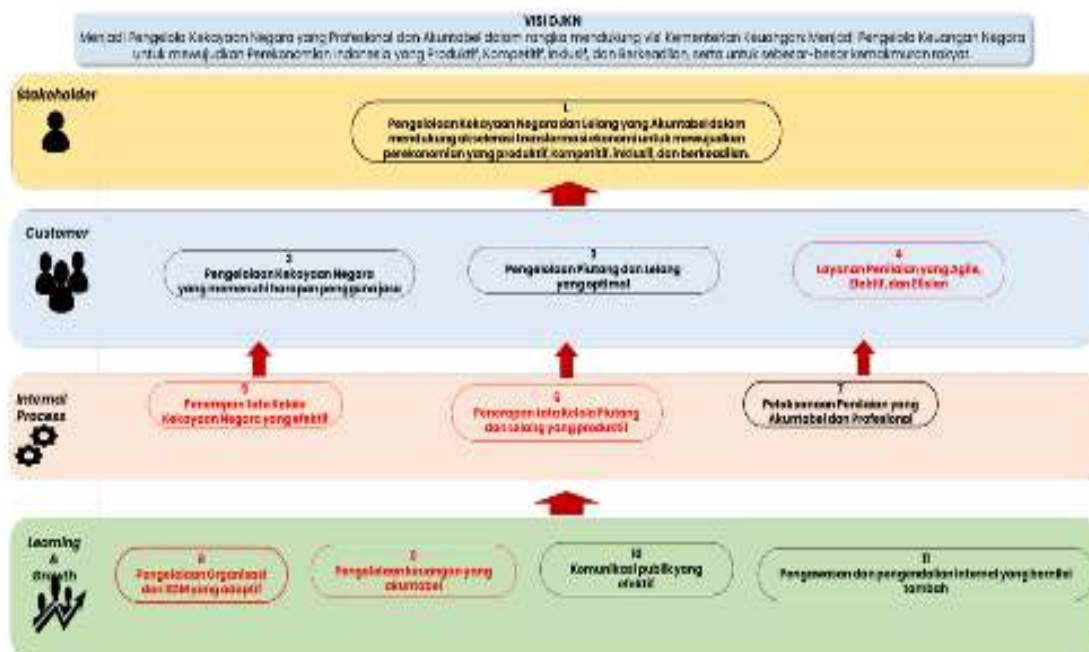 VISI DJKN
Menjadi Pengelola Kekayaan Negara yang Profesional dan Akuntabel dalam rangka mendukung visi Kementerian Keuangan: Menjadi Pengelola Keuangan Negara
untuk mewujudkan Perekonomian Indonesia yang Produktif, Kompetitif, Inklusif, dan Berkeadilan, serta untuk sebesar-besar kemakmuran rakyat.
Stakeholder
1.
Pengelolaan Kekayaan Negara dan Lelang yang Akuntabel dalam
mendukung akselerasi transformasi ekonomi untuk mewujudkan
perekonomian yang produktif, kompetitif, inklusif, dan berkeadilan.
Customer
2
Pengelolaan Kekayaan Negara
yang memenuhi harapan pengguna jasa
3
Pengelolaan Piutang dan Lelang
yang optimal
4
Layanan Penilaian yang Agile,
Efektif, dan Efisien
Internal
Process
5
Penerapan Tata Kelola
Kekayaan Negara yang efektif
6
Penerapan Tata Kelola Piutang
dan Lelang yang produktif
7
Pelaksanaan Penilaian yang
Akuntabel dan Profesional
Learning
&
Growth
8
Pengelolaan Organisasi
dan SDM yang adaptif
9
Pengelolaan keuangan yang
akuntabel
10
Komunikasi publik yang
efektif
11
Pengawasan dan pengendalian internal yang bernilai
tambah